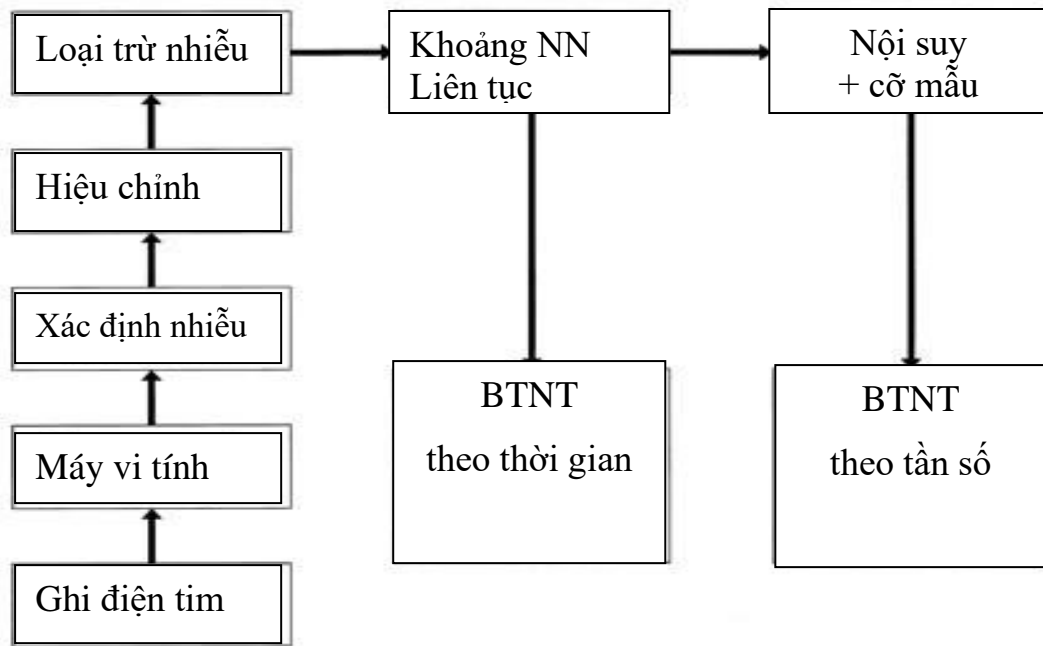 Loại trừ nhiễu
Khoảng NN
Liên tục
Nội suy
+ cỡ mẫu
Hiệu chỉnh
Xác định nhiễu
Máy vi tính
Ghi điện tim
BTNT
theo thời gian
BTNT
theo tần số